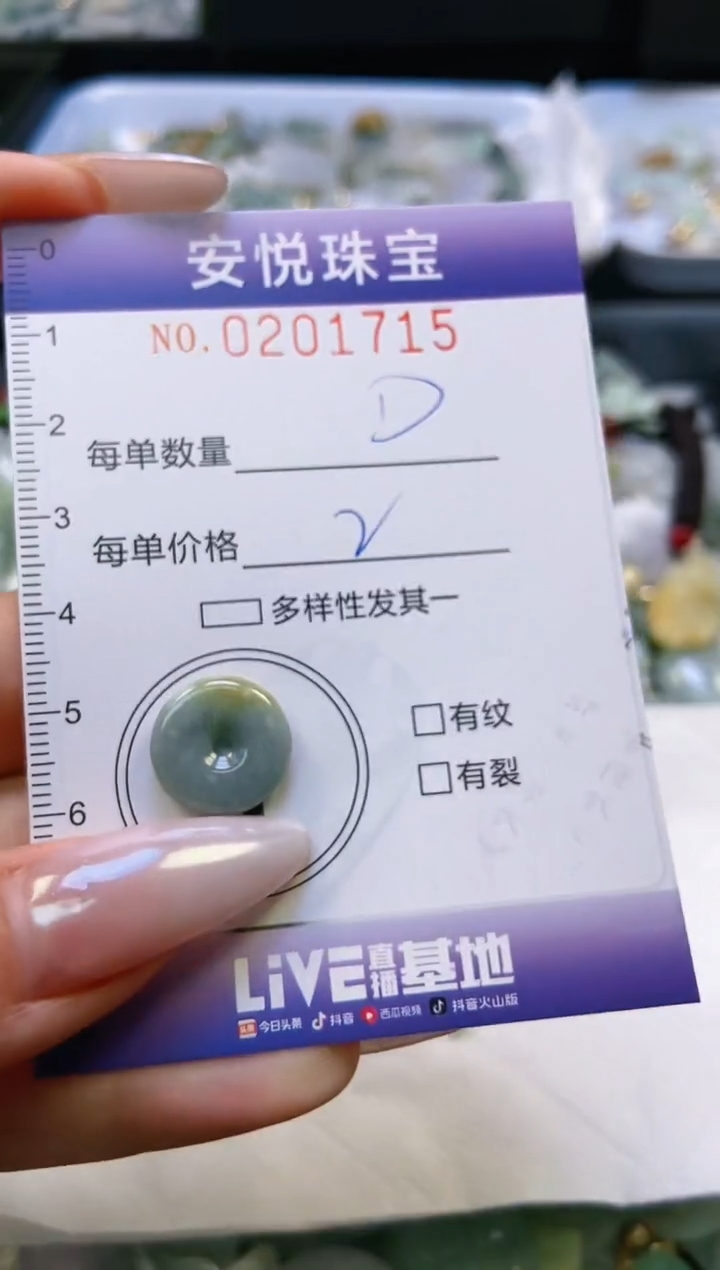 安悦珠宝
NO.0201715
每单数量 D
每单价格 V
多样性发其一
有纹
有裂
0
1
2
3
4
5
6
LiVE直播基地
头条 今日头条 抖音 西瓜视频 抖音火山版